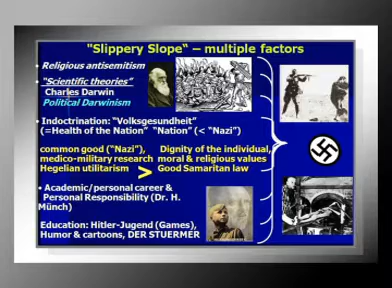 "Slippery Slope“ – multiple factors
• Religious antisemitism
• “Scientific theories”
Charles Darwin
Political Darwinism
• Indoctrination: “Volksgesundheit”
(=Health of the Nation” “Nation” (< “Nazi”)
common good (“Nazi”), Dignity of the individual,
medico-military research moral & religious values
Hegelian utilitism > Good Samaritan law
• Academic/personal career &
Personal Responsibility (Dr. H.
Münch)
Education: Hitler-Jugend (Games),
Humor & cartoons, DER STUERMER